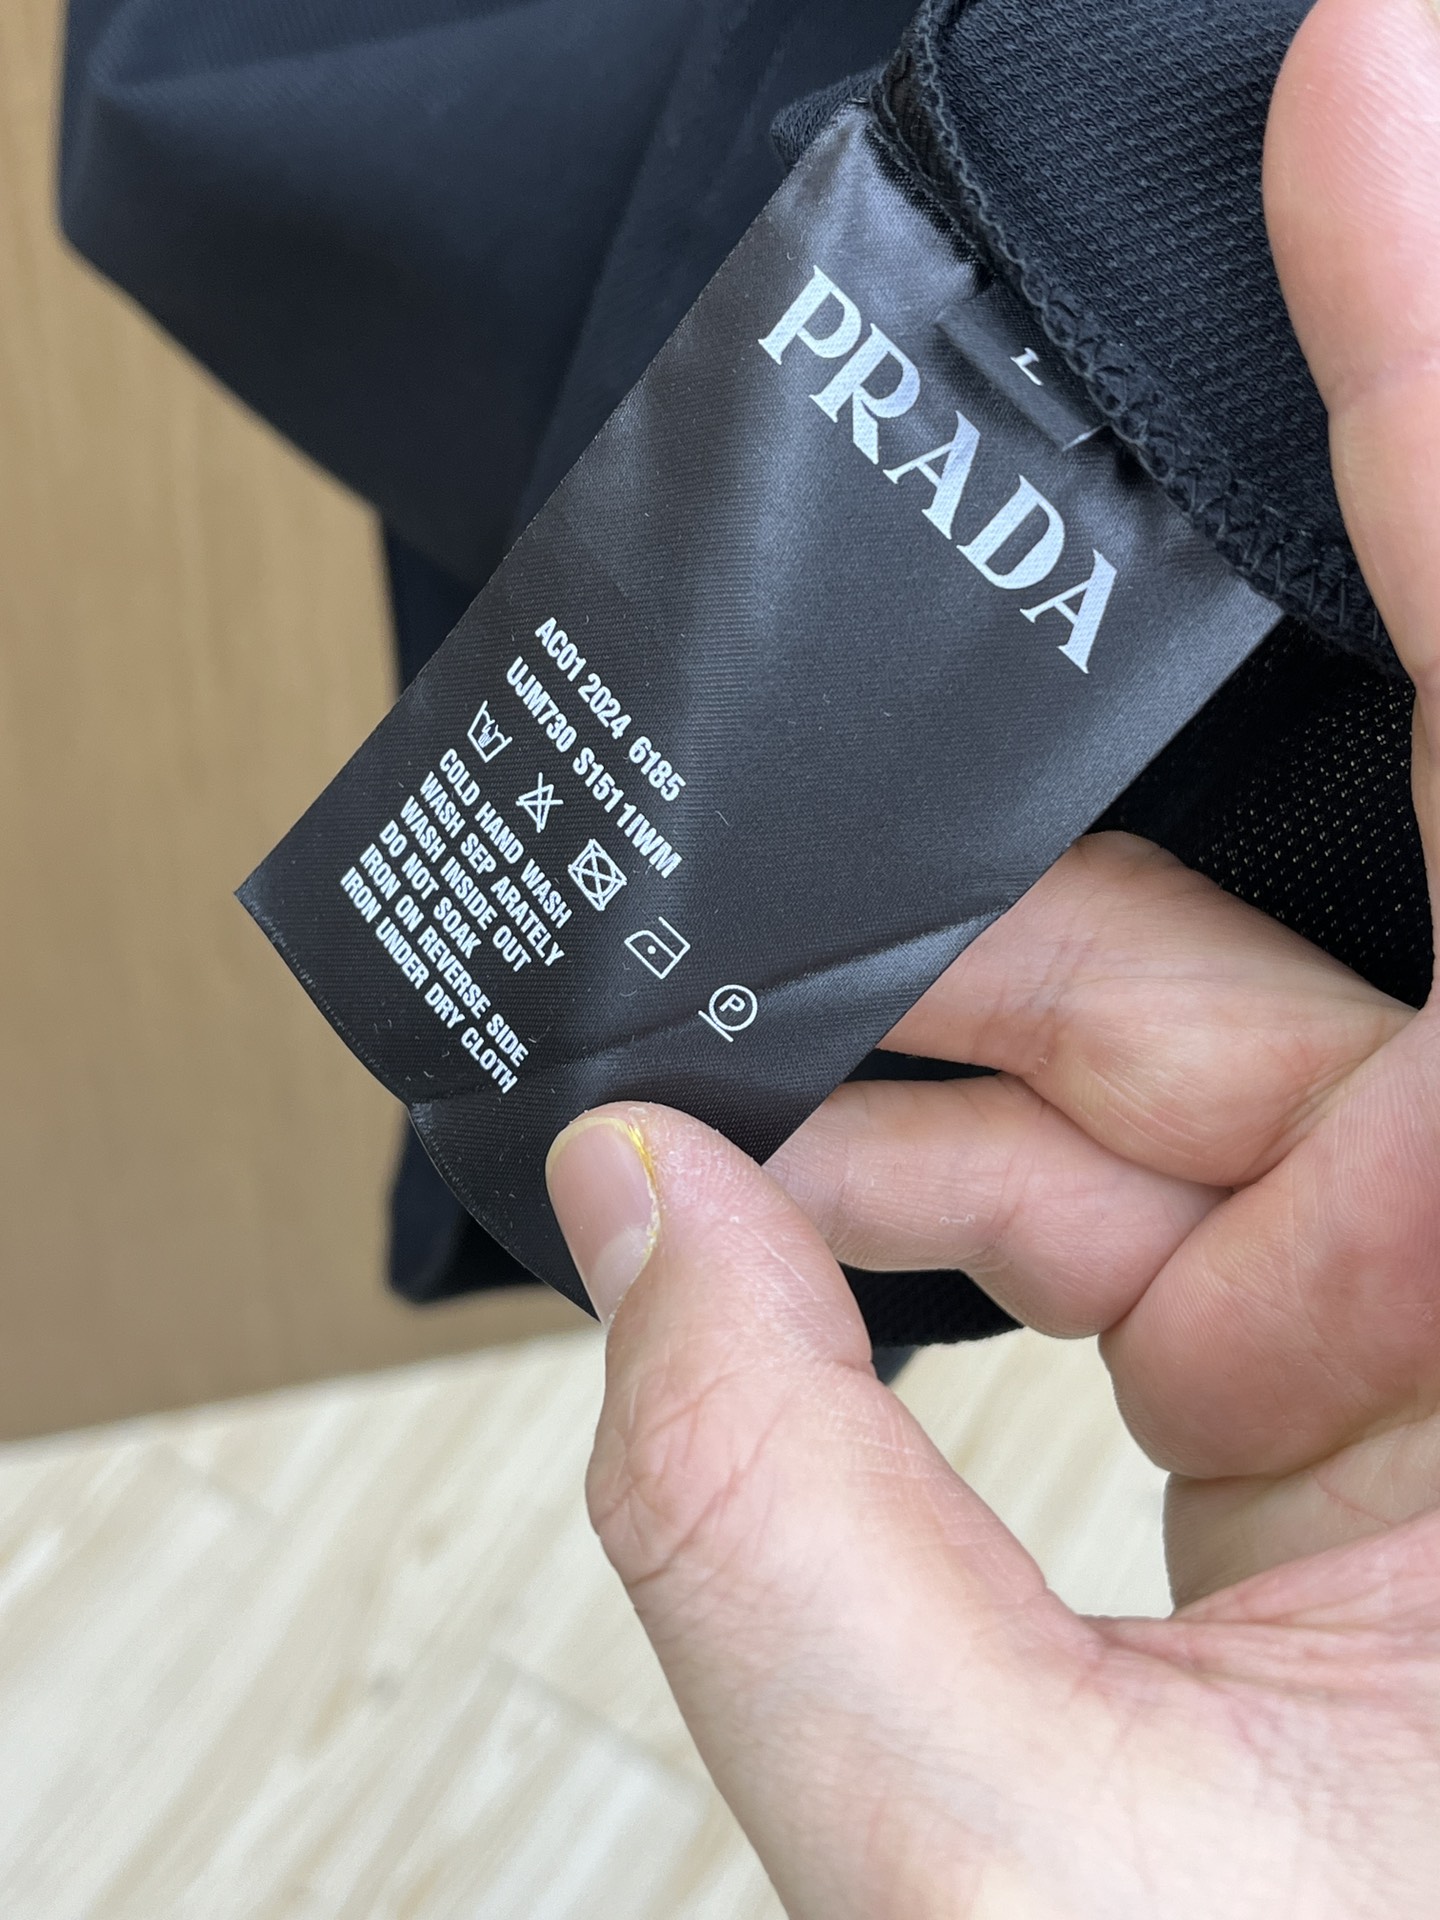 L
PRADA
AC01 2024 6185
UJM730 S151 1IWM
P
COLD HAND WASH
WASH SEP ARATELY
WASH INSIDE OUT
DO NOT SOAK
IRON ON REVERSE SIDE
IRON UNDER DRY CLOTH